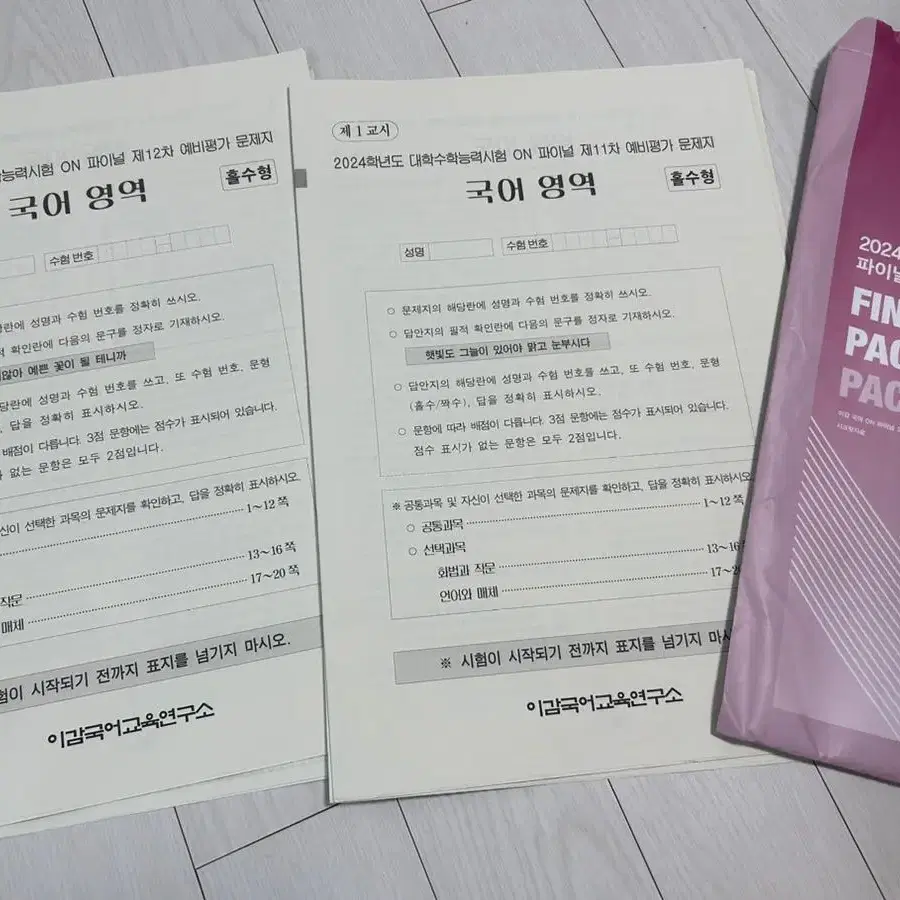 능력시험 ON 파이널 제12차 예비평가 문제지
국어 영역
홀수형
수험 번호
란에 성명과 수험 번호를 정확히 쓰시오.
확인란에 다음의 문구를 정자로 기재하시오.
않아 예쁜 꽃이 될 테니까
당란에 성명과 수험 번호를 쓰고, 또 수험 번호, 문형
답을 정확히 표시하시오.
배점이 다릅니다. 3점 문항에는 점수가 표시되어 있습니다.
가 없는 문항은 모두 2점입니다.
자신이 선택한 과목의 문제지를 확인하고, 답을 정확히 표시하시오.
1～12 쪽
작문 13～16 쪽
매체 17～20 쪽
험이 시작되기 전까지 표지를 넘기지 마시오.
이감국어교육연구소
제 1 교시
2024학년도 대학수학능력시험 ON 파이널 제11차 예비평가 문제지
국어 영역
홀수형
성명
수험 번호
○ 문제지의 해당란에 성명과 수험 번호를 정확히 쓰시오.
○ 답안지의 필적 확인란에 다음의 문구를 정자로 기재하시오.
햇빛도 그늘이 있어야 맑고 눈부시다
○ 답안지의 해당란에 성명과 수험 번호를 쓰고, 또 수험 번호, 문형
(홀수/짝수), 답을 정확히 표시하시오.
○ 문항에 따라 배점이 다릅니다. 3점 문항에는 점수가 표시되어 있습니다.
점수 표시가 없는 문항은 모두 2점입니다.
※ 공통과목 및 자신이 선택한 과목의 문제지를 확인하고, 답을 정확히 표시하시오.
○ 공통과목 1～12 쪽
○ 선택과목
화법과 작문 13～16
언어와 매체 17～
※ 시험이 시작되기 전까지 표지를 넘기지 마
이감국어교육연구소
2024
파이널
FIN
PAC
PAC